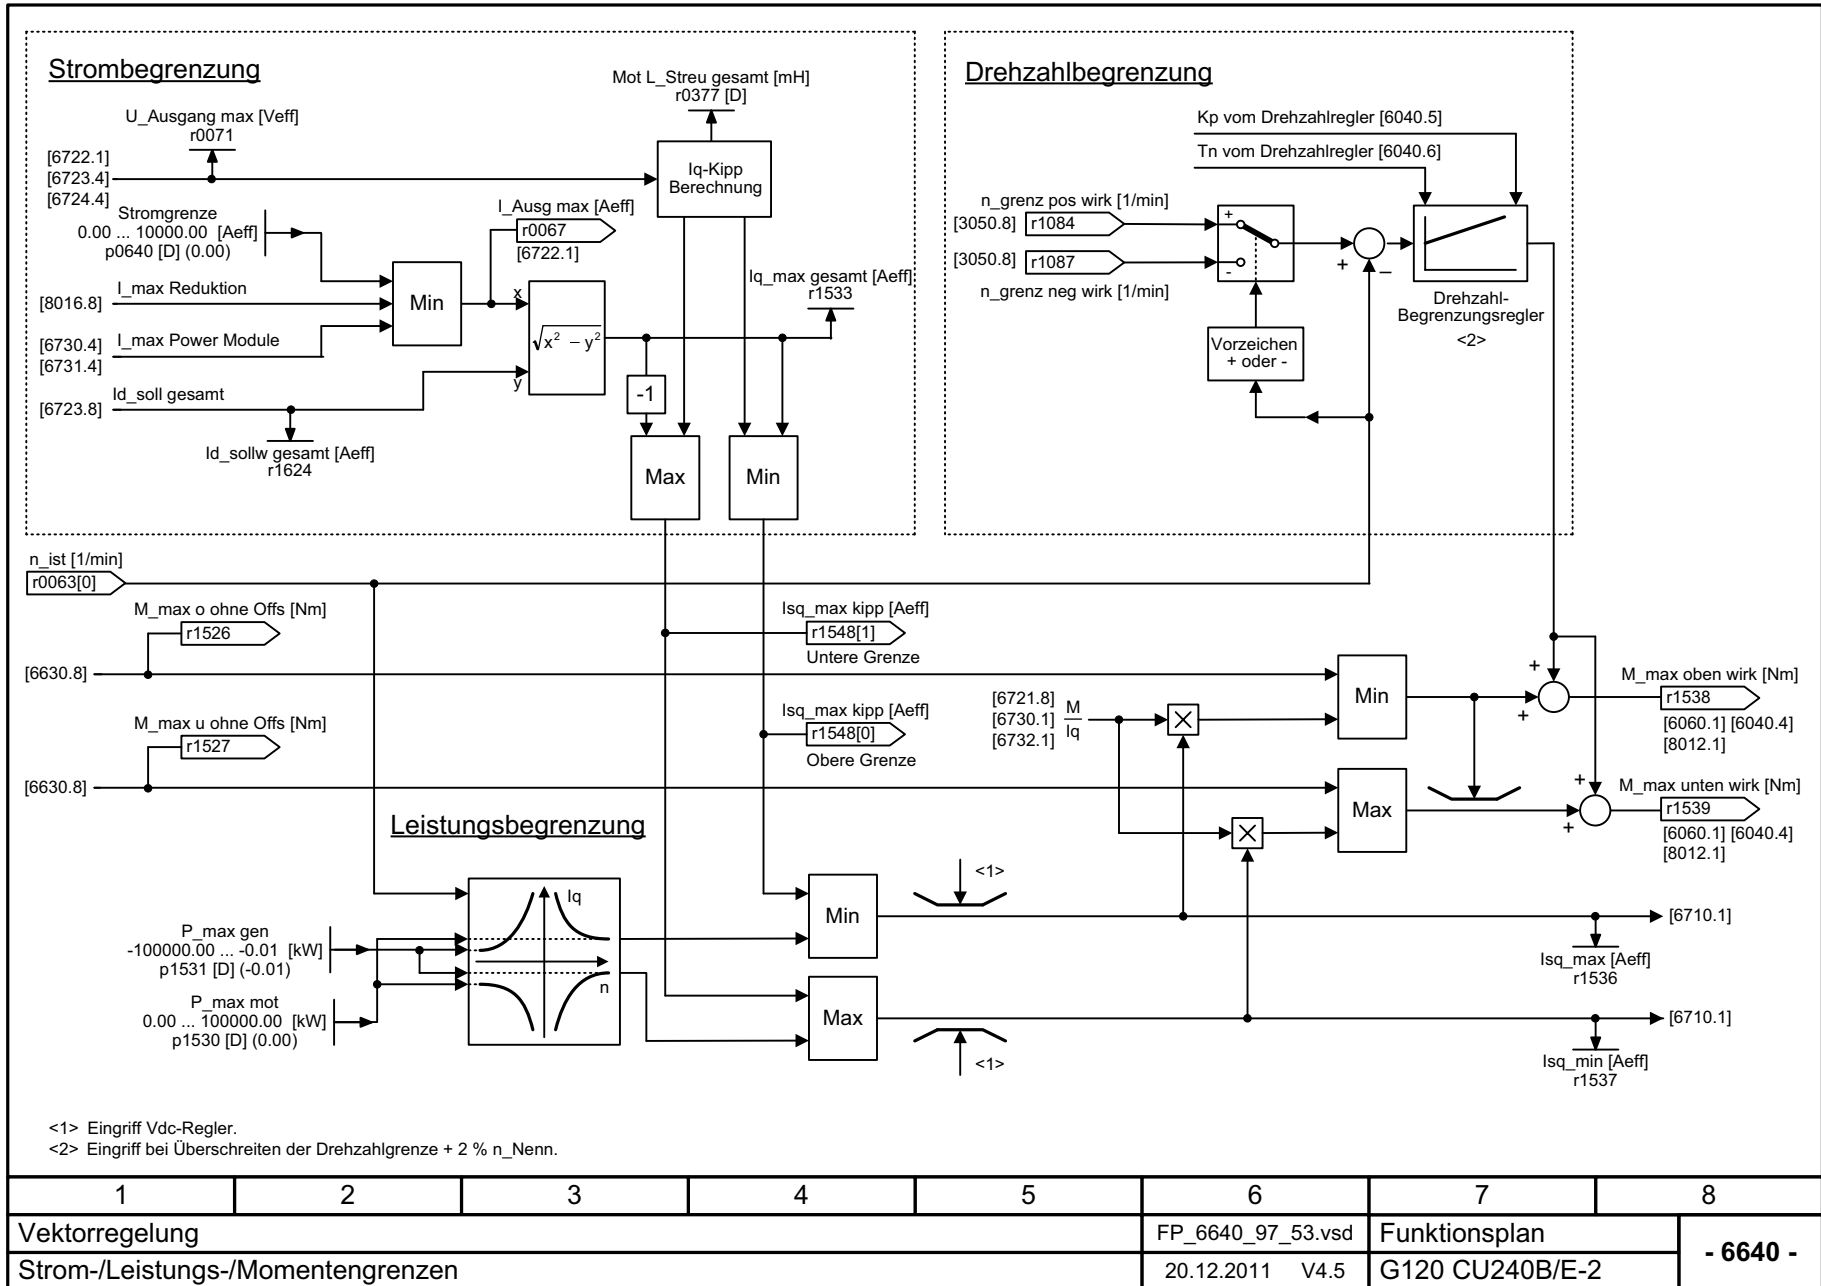 Strombegrenzung
U_Ausgang max [Veff]
r0071
[6722.1]
[6723.4]
[6724.4]
Stromgrenze
0.00 ... 10000.00 [Aeff]
p0640 [D] (0.00)
I_max Reduktion
[8016.8]
I_max Power Module
[6730.4]
[6731.4]
Id_soll gesamt
[6723.8]
Id_sollw gesamt [Aeff]
r1624
Min
I_Ausg max [Aeff]
r0067
[6722.1]
x
√x² – y²
y
Mot L_Streu gesamt [mH]
r0377 [D]
Iq-Kipp
Berechnung
Iq_max gesamt [Aeff]
r1533
-1
Max
Min
Drehzahlbegrenzung
Kp vom Drehzahlregler [6040.5]
Tn vom Drehzahlregler [6040.6]
n_grenz pos wirk [1/min]
[3050.8]
r1084
[3050.8]
r1087
n_grenz neg wirk [1/min]
+
-
Vorzeichen
+ oder -
+
–
Drehzahl-
Begrenzungsregler
<2>
n_ist [1/min]
r0063[0]
M_max o ohne Offs [Nm]
r1526
[6630.8]
M_max u ohne Offs [Nm]
r1527
[6630.8]
Isq_max kipp [Aeff]
r1548[1]
Untere Grenze
Isq_max kipp [Aeff]
r1548[0]
Obere Grenze
[6721.8]
[6730.1]
[6732.1]
M
Iq
×
×
Min
Max
+
+
M_max oben wirk [Nm]
r1538
[6060.1] [6040.4]
[8012.1]
+
+
M_max unten wirk [Nm]
r1539
[6060.1] [6040.4]
[8012.1]
Leistungsbegrenzung
P_max gen
-100000.00 ... -0.01 [kW]
p1531 [D] (-0.01)
P_max mot
0.00 ... 100000.00 [kW]
p1530 [D] (0.00)
Iq
n
Min
Max
<1>
<1>
[6710.1]
Isq_max [Aeff]
r1536
[6710.1]
Isq_min [Aeff]
r1537
<1> Eingriff Vdc-Regler.
<2> Eingriff bei Überschreiten der Drehzahlgrenze + 2 % n_Nenn.
1 2 3 4 5 6 7 8
Vektorregelung
FP_6640_97_53.vsd
Funktionsplan
- 6640 -
Strom-/Leistungs-/Momentengrenzen
20.12.2011 V4.5
G120 CU240B/E-2